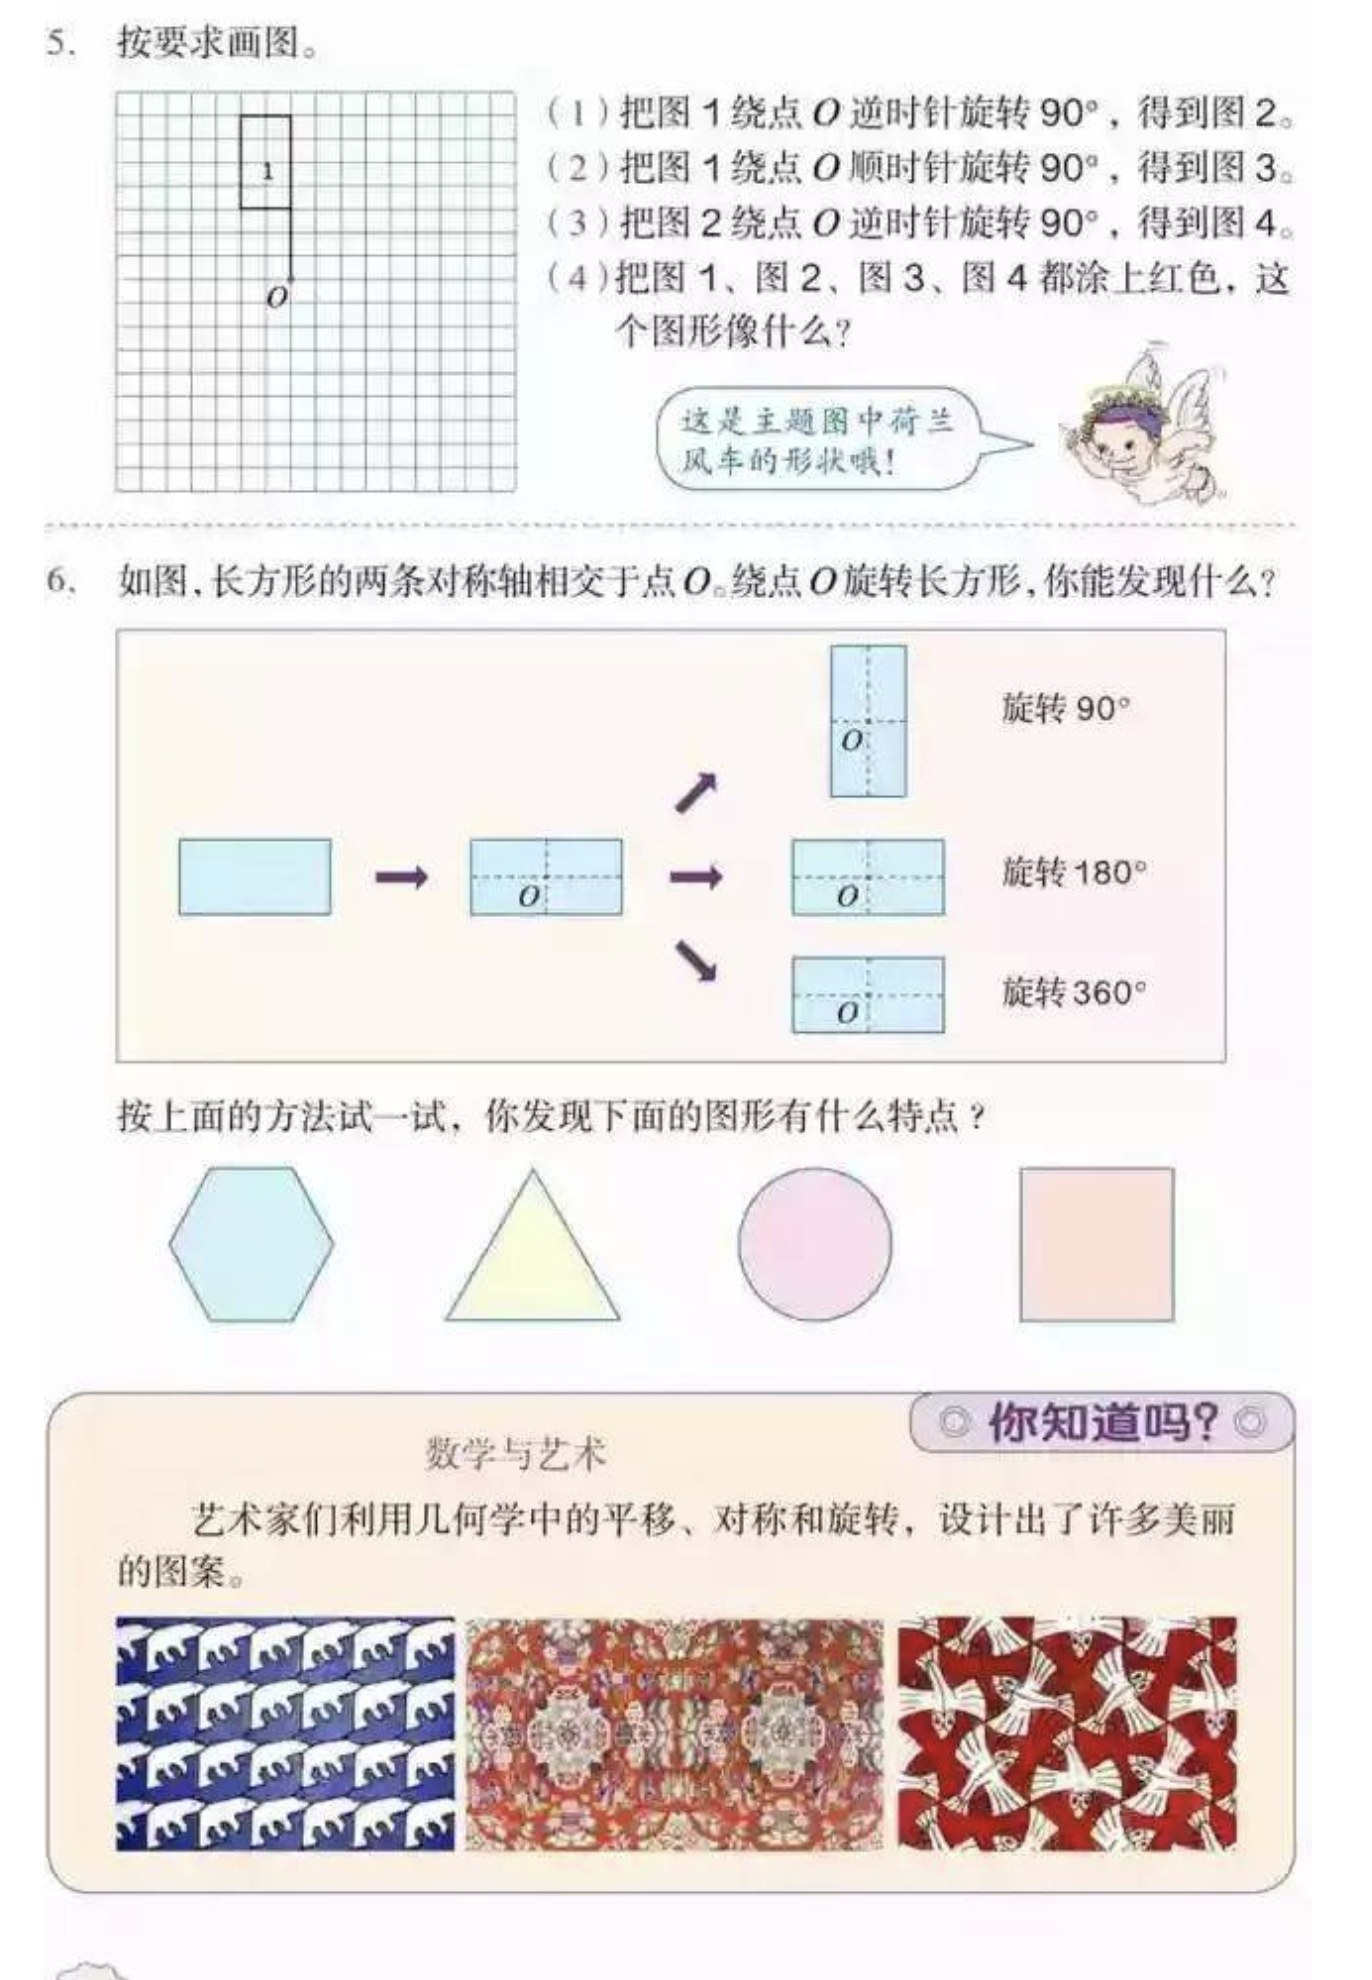 5. 按要求画图。
1
O
(1)把图 1 绕点 O 逆时针旋转 90°，得到图 2。
(2)把图 1 绕点 O 顺时针旋转 90°，得到图 3。
(3)把图 2 绕点 O 逆时针旋转 90°，得到图 4。
(4)把图 1、图 2、图 3、图 4 都涂上红色，这
个图形像什么？
这是主题图中荷兰
风车的形状哦！
6. 如图，长方形的两条对称轴相交于点 O。绕点 O 旋转长方形，你能发现什么？
O
旋转 90°
O
O
旋转 180°
O
旋转 360°
按上面的方法试一试，你发现下面的图形有什么特点？
你知道吗？
数学与艺术
艺术家们利用几何学中的平移、对称和旋转，设计出了许多美丽
的图案。